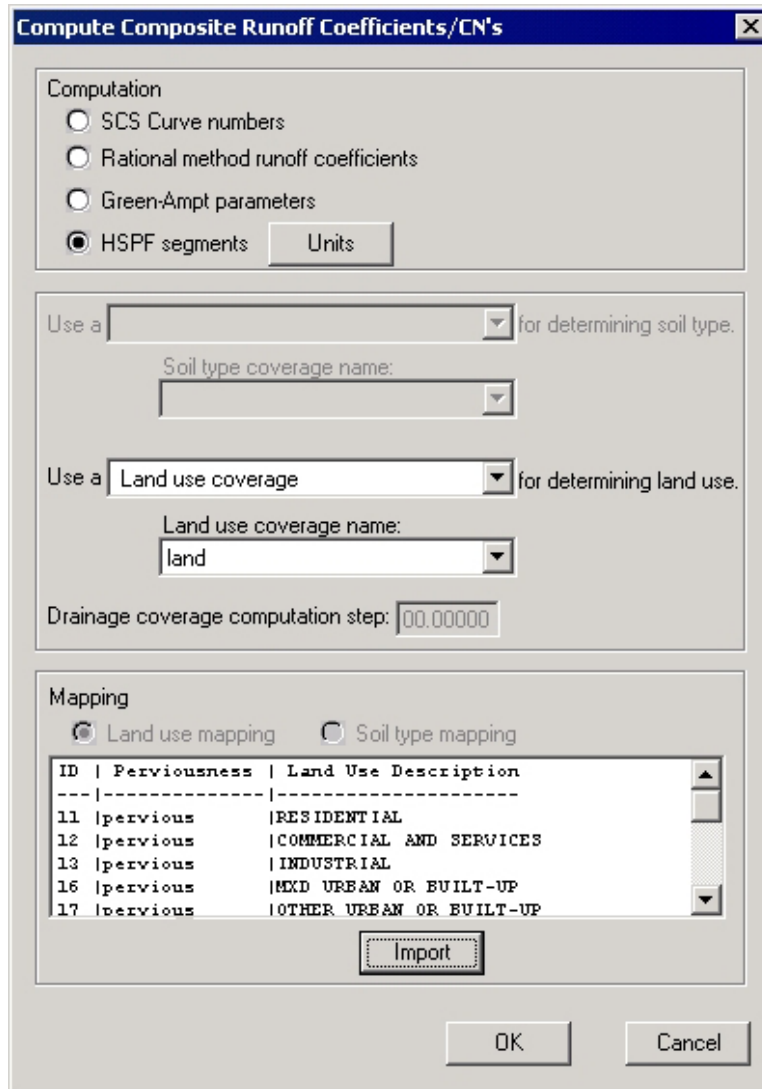 Compute Composite Runoff Coefficients/CN's
Computation
SCS Curve numbers
Rational method runoff coefficients
Green-Ampt parameters
HSPF segments Units
Use a for determining soil type.
Soil type coverage name:
Use a Land use coverage for determining land use.
Land use coverage name:
land
Drainage coverage computation step: 00.00000
Mapping
Land use mapping Soil type mapping
ID | Perviousness | Land Use Description
---|--------------|---------------------
11 |pervious |RESIDENTIAL
12 |pervious |COMMERCIAL AND SERVICES
13 |pervious |INDUSTRIAL
16 |pervious |MXD URBAN OR BUILT-UP
17 |pervious |OTHER URBAN OR BUILT-UP
Import
OK Cancel